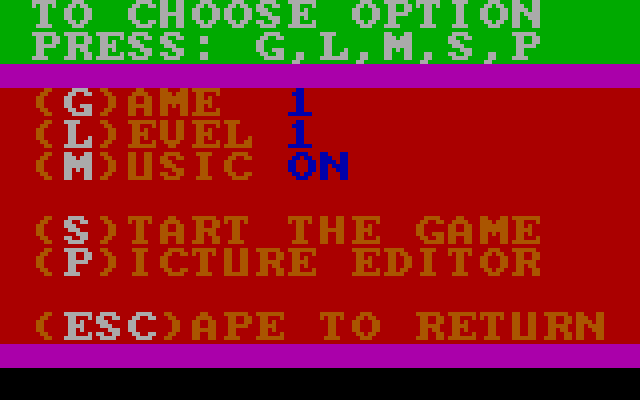 TO CHOOSE OPTION
PRESS: G,L,M,S,P
(G)AME 1
(L)EVEL 1
(M)USIC ON
(S)TART THE GAME
(P)ICTURE EDITOR
(ESC)APE TO RETURN